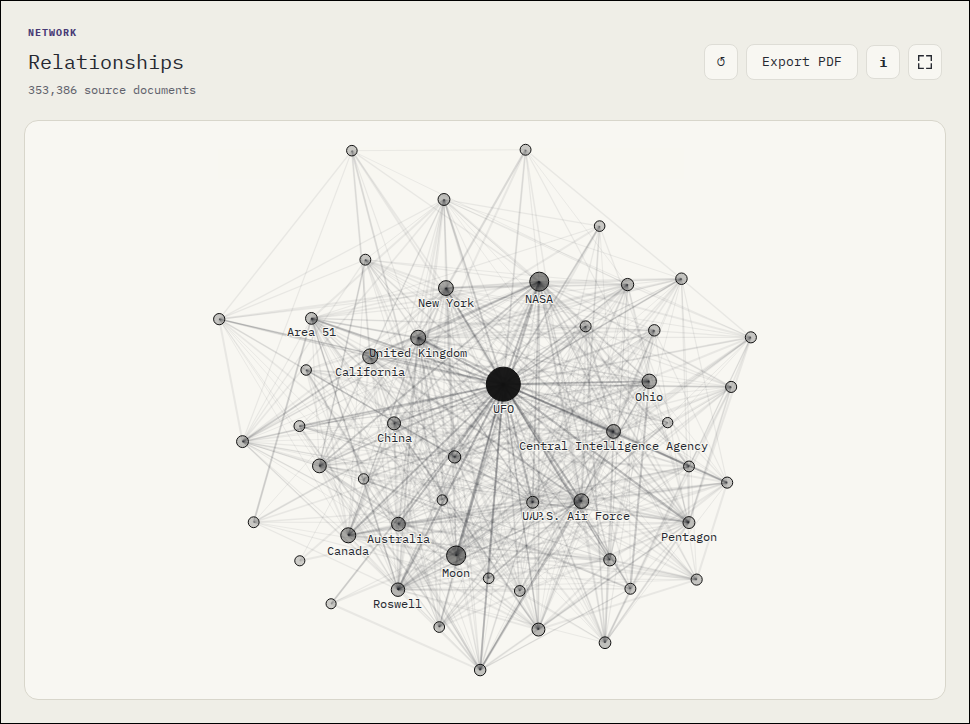 NETWORK
Relationships
353,386 source documents
Export PDF
i
New York
NASA
Area 51
United Kingdom
California
UFO
Ohio
China
Central Intelligence Agency
U.S. Air Force
Australia
Pentagon
Canada
Moon
Roswell